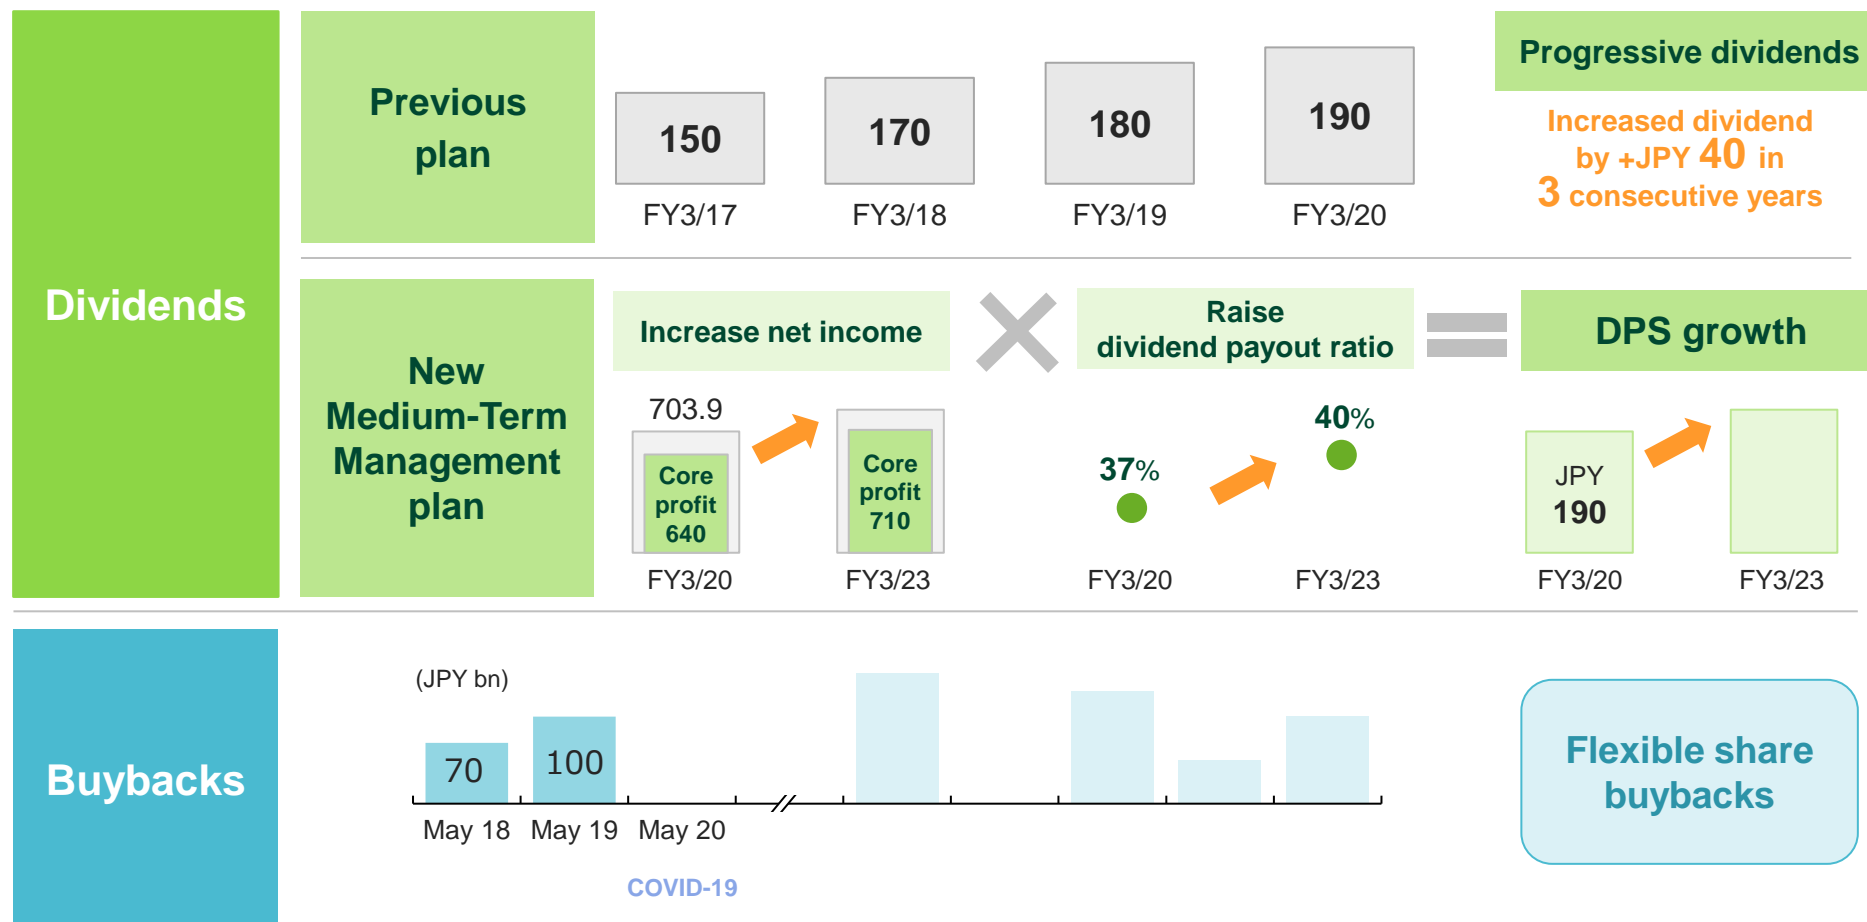 Dividends
Previous
plan
150
170
180
190
FY3/17
FY3/18
FY3/19
FY3/20
Progressive dividends
Increased dividend
by +JPY 40 in
3 consecutive years
New
Medium-Term
Management
plan
Increase net income
Raise
dividend payout ratio
DPS growth
703.9
Core
profit
640
Core
profit
710
FY3/20
FY3/23
37%
40%
FY3/20
FY3/23
JPY
190
FY3/20
FY3/23
Buybacks
(JPY bn)
70
100
May 18
May 19
May 20
COVID-19
Flexible share
buybacks